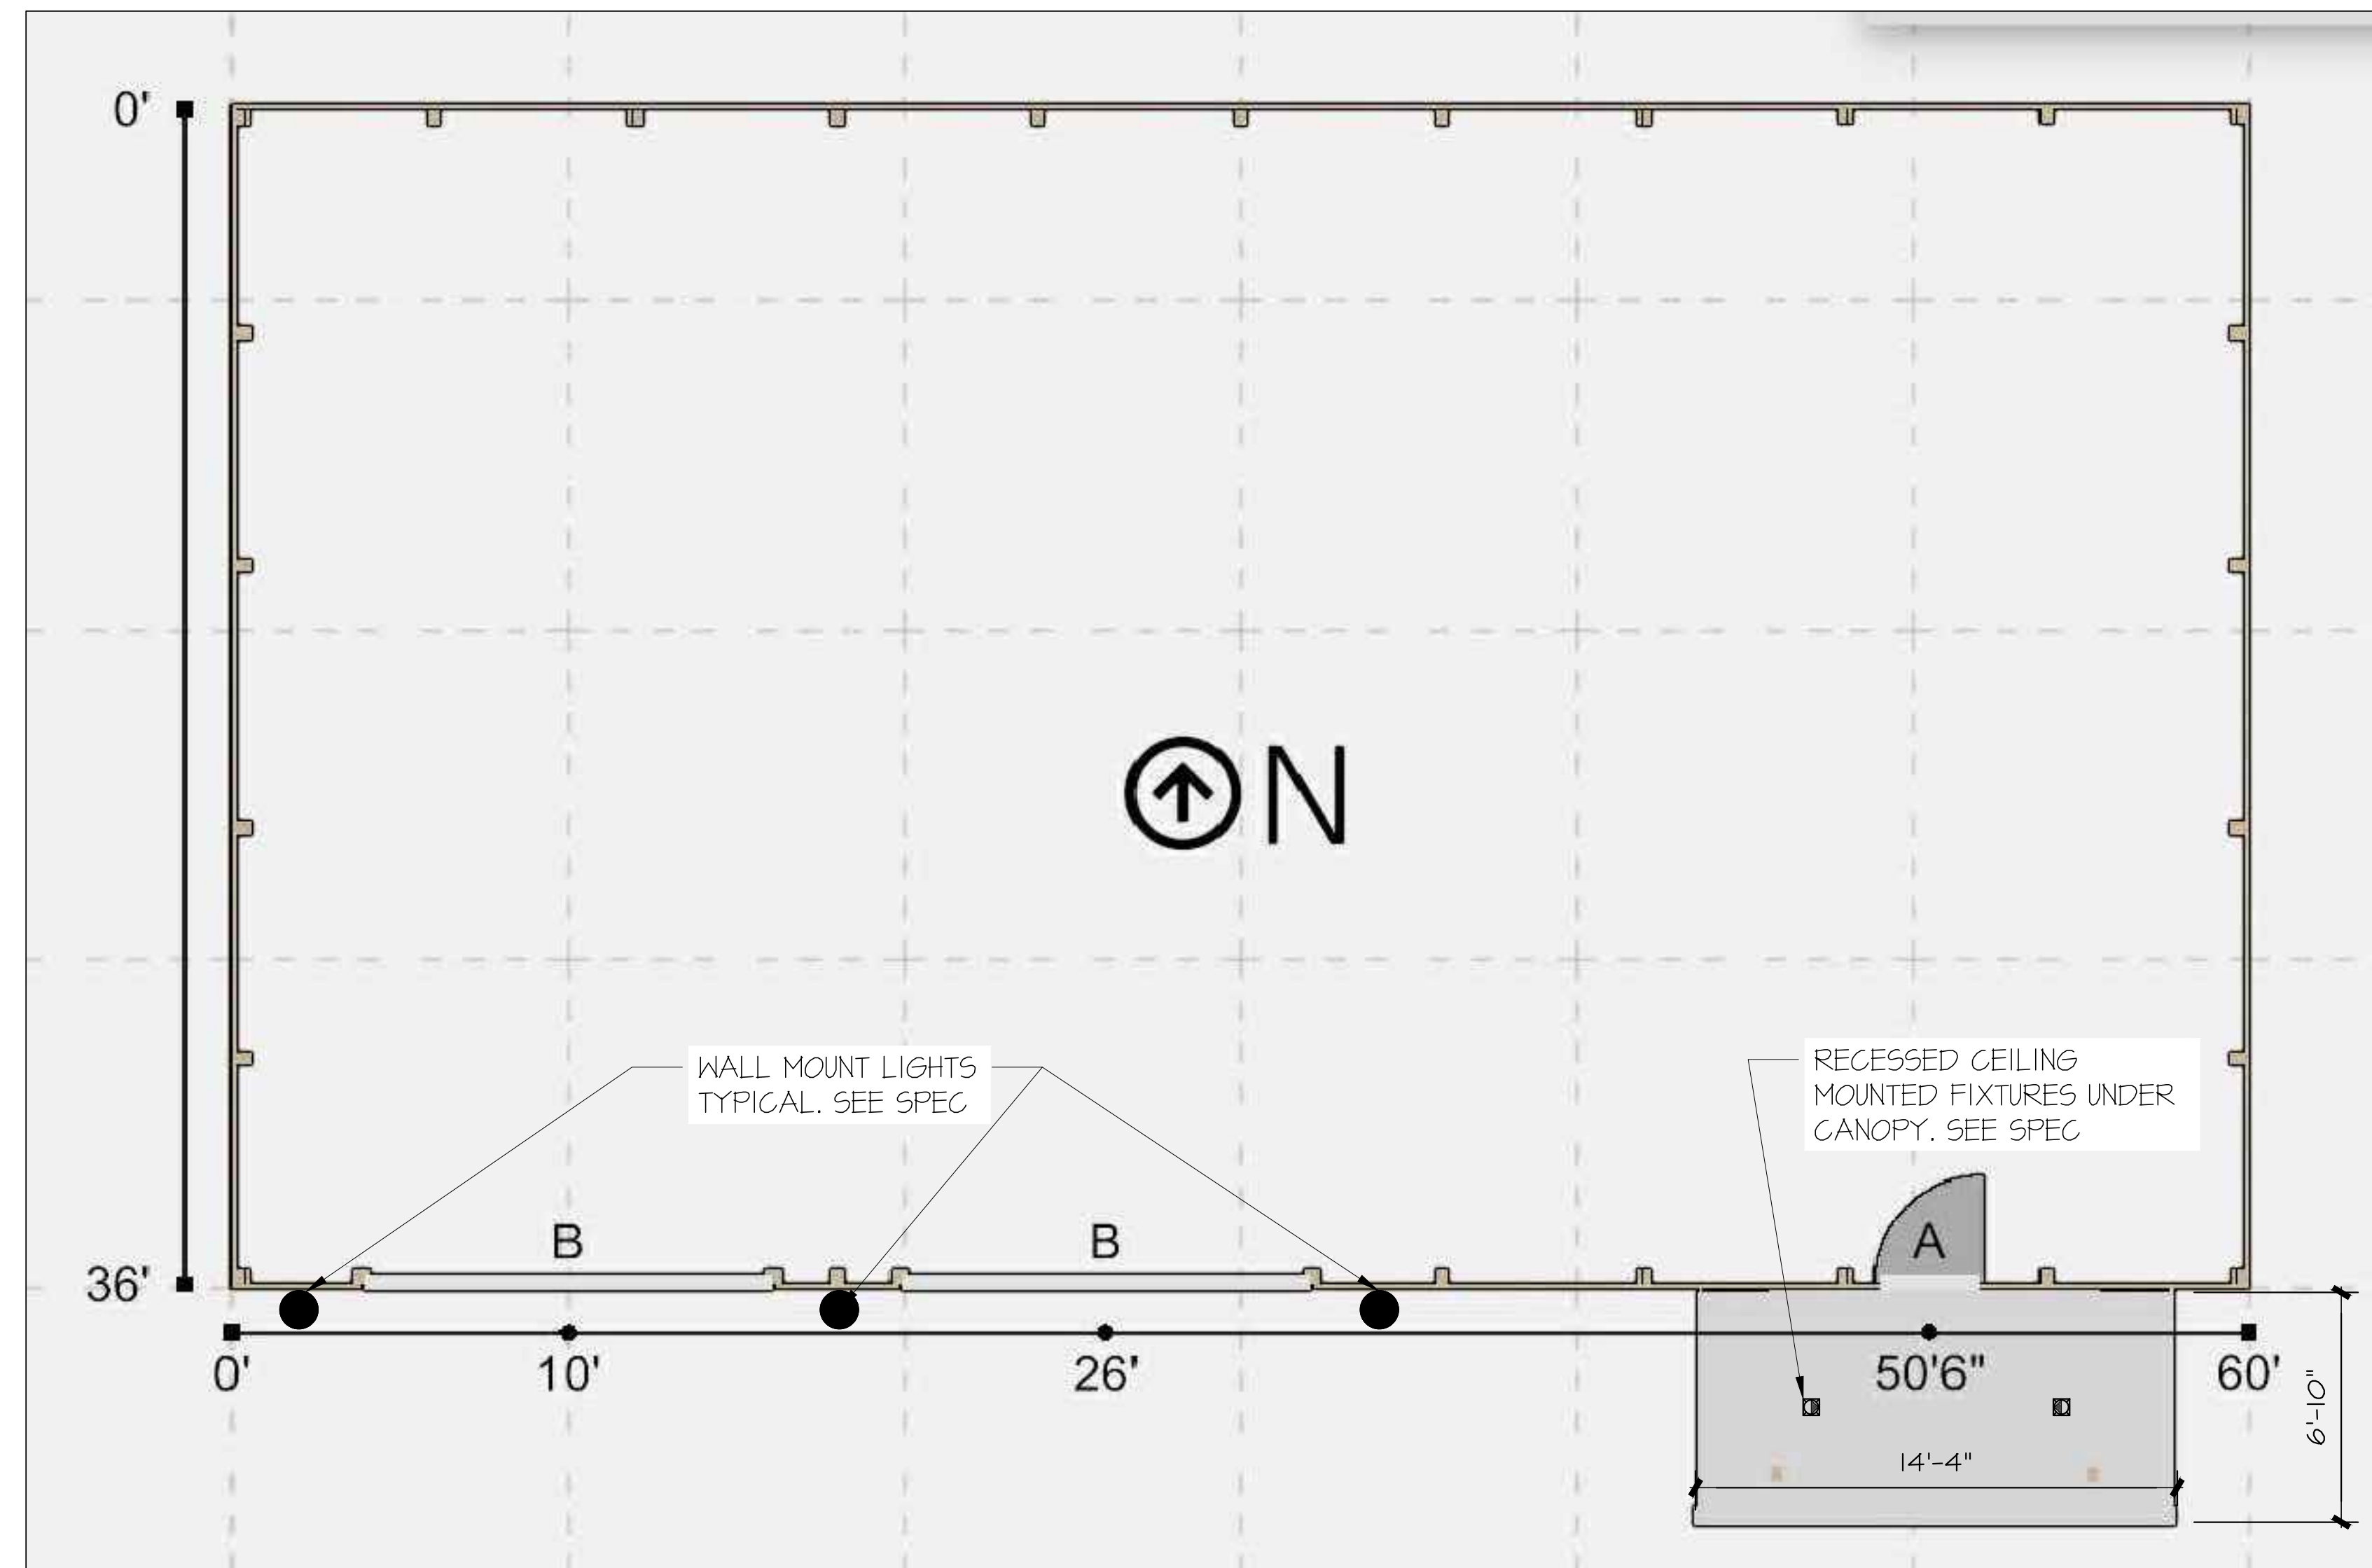 0'
N
WALL MOUNT LIGHTS
TYPICAL. SEE SPEC
RECESSED CEILING
MOUNTED FIXTURES UNDER
CANOPY. SEE SPEC
B
B
A
36'
0'
10'
26'
50'6"
60'
6'-10"
14'-4"